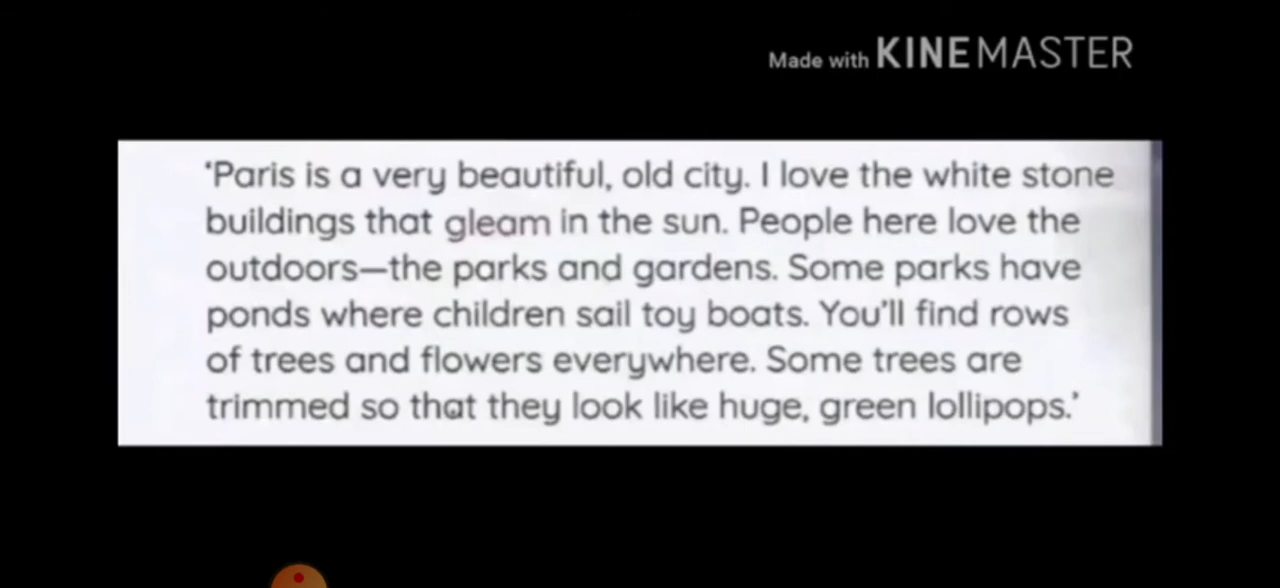 Made with KINEMASTER
‘Paris is a very beautiful, old city. I love the white stone
buildings that gleam in the sun. People here love the
outdoors—the parks and gardens. Some parks have
ponds where children sail toy boats. You’ll find rows
of trees and flowers everywhere. Some trees are
trimmed so that they look like huge, green lollipops.’